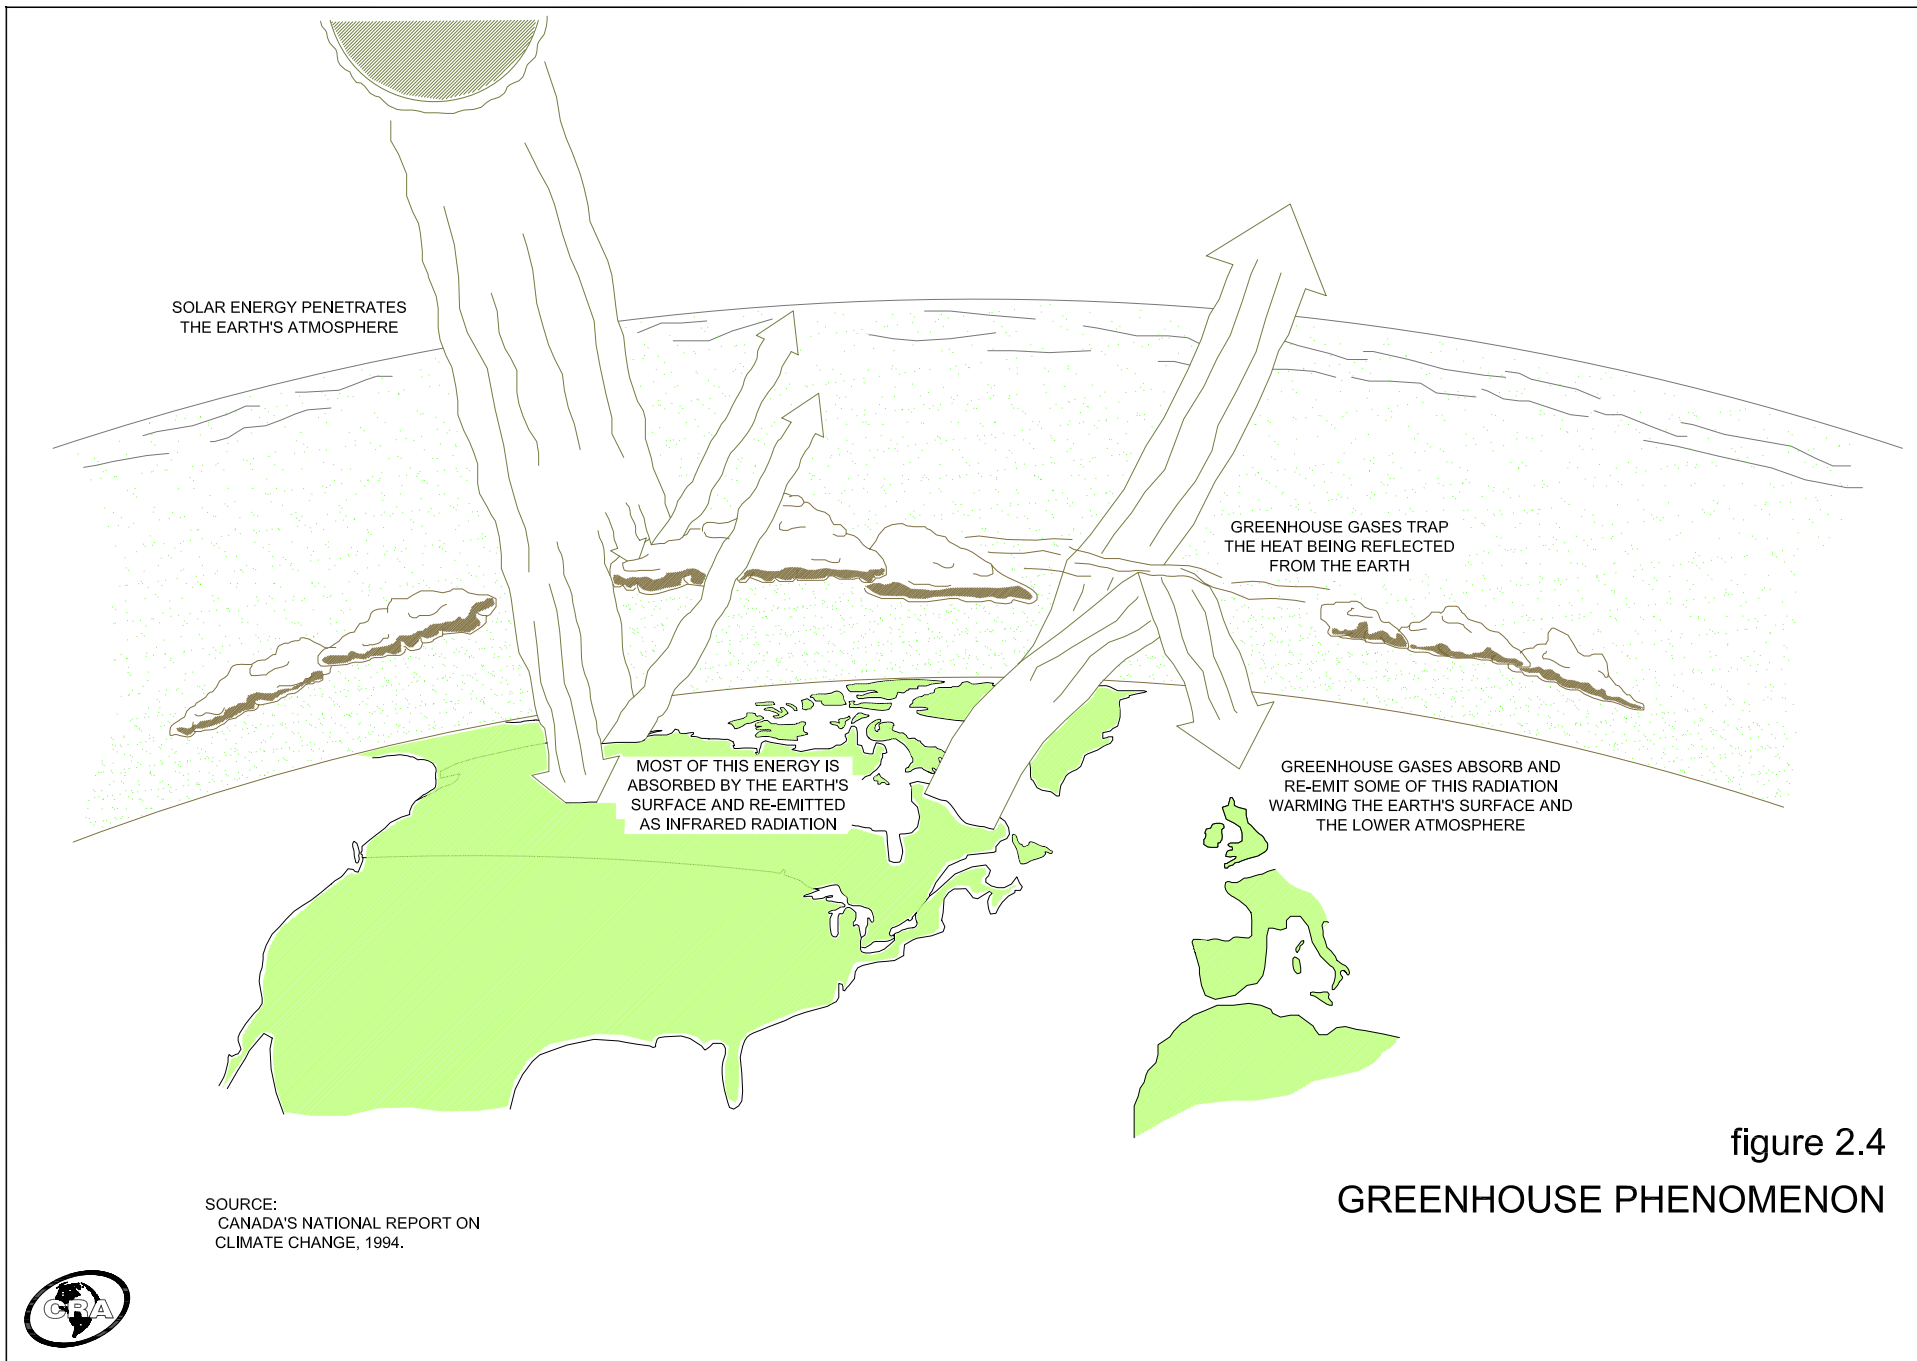 SOLAR ENERGY PENETRATES
THE EARTH'S ATMOSPHERE
GREENHOUSE GASES TRAP
THE HEAT BEING REFLECTED
FROM THE EARTH
MOST OF THIS ENERGY IS
ABSORBED BY THE EARTH'S
SURFACE AND RE-EMITTED
AS INFRARED RADIATION
GREENHOUSE GASES ABSORB AND
RE-EMIT SOME OF THIS RADIATION
WARMING THE EARTH'S SURFACE AND
THE LOWER ATMOSPHERE
figure 2.4
GREENHOUSE PHENOMENON
SOURCE:
CANADA'S NATIONAL REPORT ON
CLIMATE CHANGE, 1994.
CRA